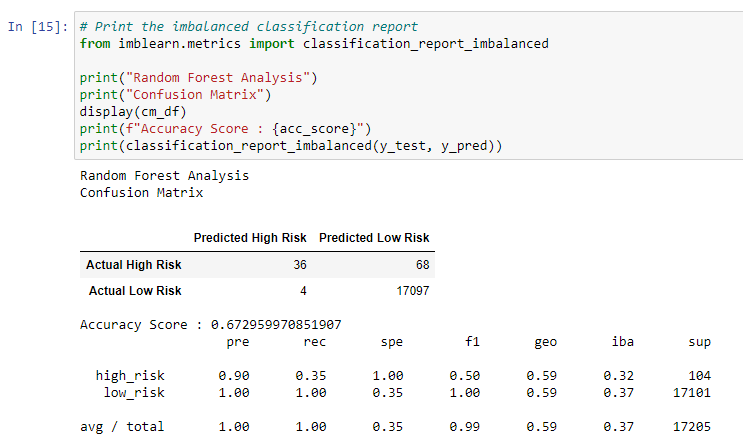 In [15]: # Print the imbalanced classification report
from imblearn.metrics import classification_report_imbalanced
print("Random Forest Analysis")
print("Confusion Matrix")
display(cm_df)
print(f"Accuracy Score : {acc_score}")
print(classification_report_imbalanced(y_test, y_pred))
Random Forest Analysis
Confusion Matrix
Predicted High Risk Predicted Low Risk
Actual High Risk 36 68
Actual Low Risk 4 17097
Accuracy Score : 0.672959970851907
pre rec spe f1 geo iba sup
high_risk 0.90 0.35 1.00 0.50 0.59 0.32 104
low_risk 1.00 1.00 0.35 1.00 0.59 0.37 17101
avg / total 1.00 1.00 0.35 0.99 0.59 0.37 17205